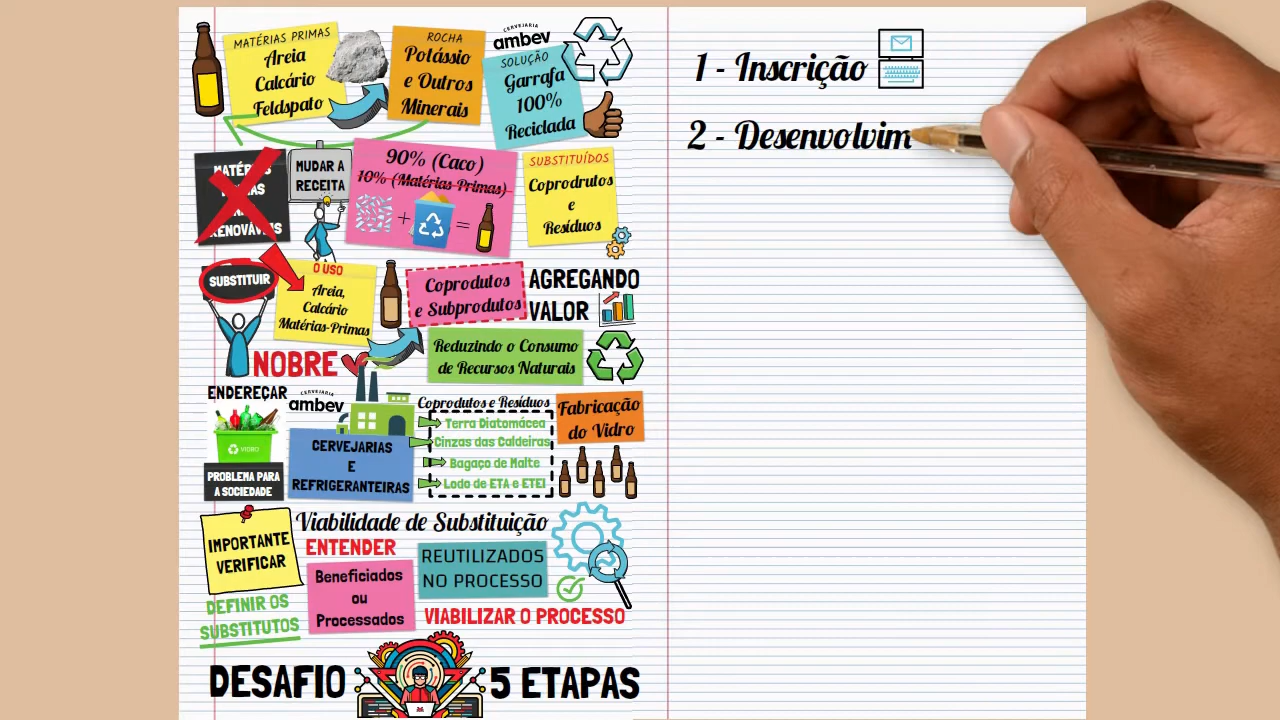 MATÉRIAS PRIMAS
Areia
Calcário
Feldspato
ROCHA
Potássio
e Outros
Minerais
CERVEJARIA
ambev
SOLUÇÃO
Garrafa
100%
Reciclada
MUDAR A
RECEITA
90% (Caco)
10% (Matérias-Primas)
+ =
SUBSTITUÍDOS
Coprodrutos
e
Resíduos
SUBSTITUIR
O USO
Areia,
Calcário
Matérias-Primas
NOBRE
Coprodutos
e Subprodutos
AGREGANDO
VALOR
Reduzindo o Consumo
de Recursos Naturais
ENDEREÇAR
VIDRO
PROBLEMA PARA
A SOCIEDADE
CERVEJARIA
ambev
CERVEJARIAS
E
REFRIGERANTEIRAS
Coprodutos e Resíduos
Terra Diatomácea
Cinzas das Caldeiras
Bagaço de Malte
Lodo de ETA e ETEI
Fabricação
do Vidro
IMPORTANTE
VERIFICAR
DEFINIR OS
SUBSTITUTOS
Viabilidade de Substituição
ENTENDER
Beneficiados
ou
Processados
REUTILIZADOS
NO PROCESSO
VIABILIZAR O PROCESSO
DESAFIO
5 ETAPAS
1 - Inscrição
2 - Desenvolvim